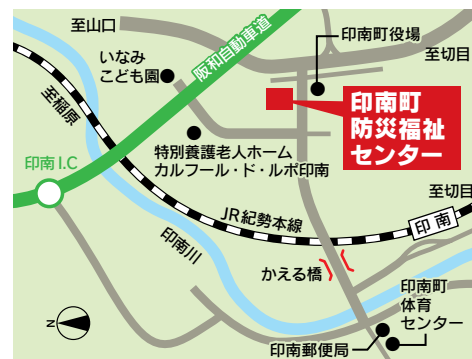 至山口
阪和自動車道
印南町役場
至切目
いなみ
こども園
至稲原
印南町
防災福祉
センター
特別養護老人ホーム
カルフール・ド・ルポ印南
印南I.C
至切目
JR紀勢本線
印南
印南川
かえる橋
印南町
体育
センター
印南郵便局
N